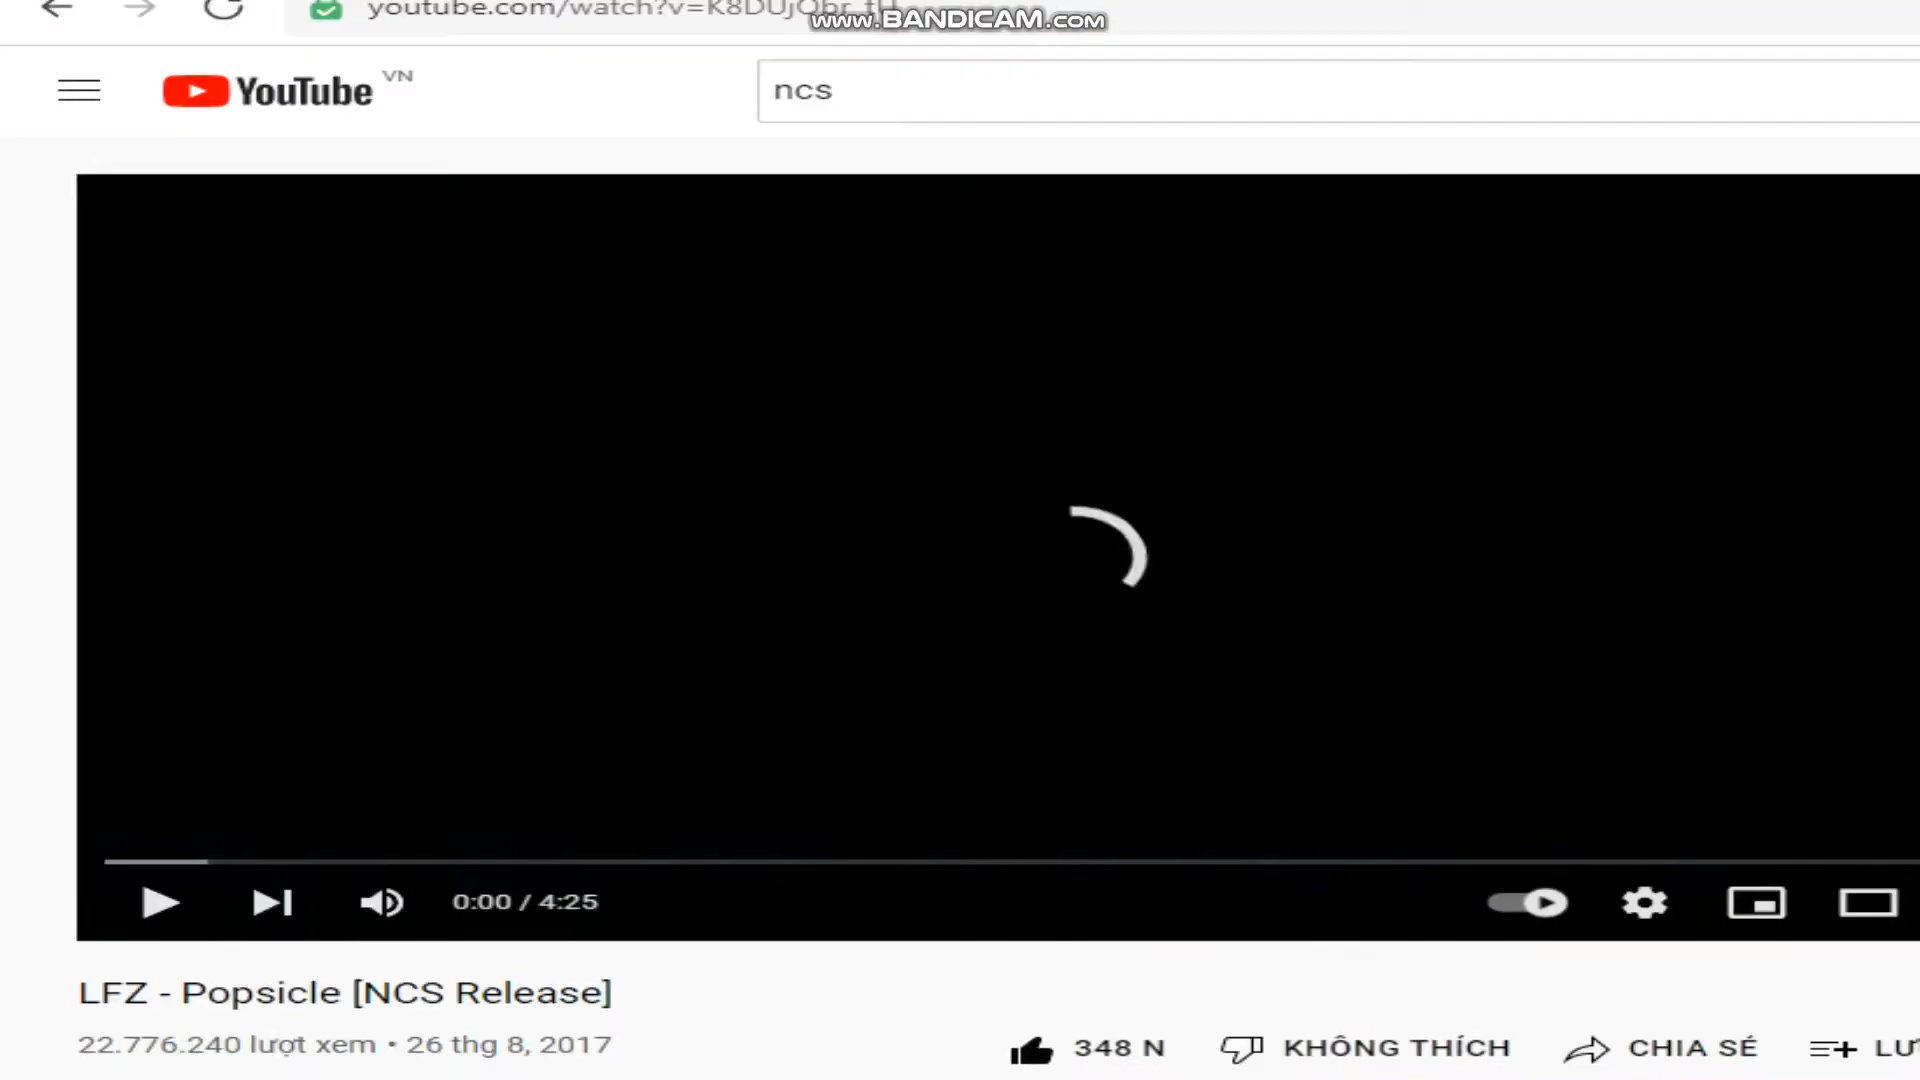 youtube.com/watch?v=K8DUjObr_
www.BANDICAM.com
YouTube VN
ncs
0:00 / 4:25
LFZ - Popsicle [NCS Release]
22.776.240 lượt xem • 26 thg 8, 2017
348 N
KHÔNG THÍCH
CHIA SẺ